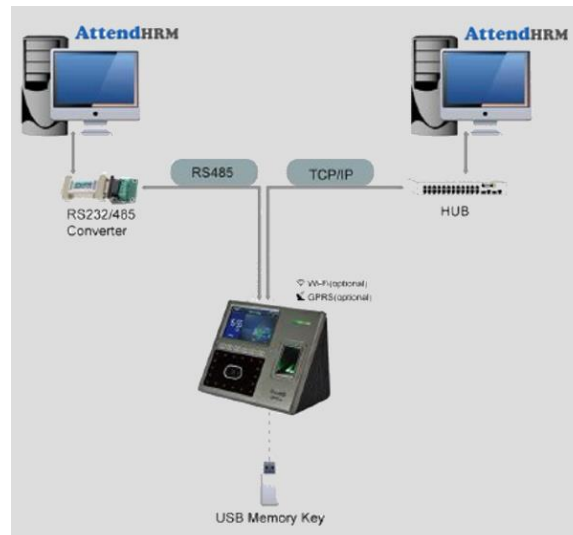 AttendHRM
AttendHRM
RS485
TCP/IP
RS232/485
Converter
HUB
Wi-Fi(optional)
GPRS(optional)
USB Memory Key